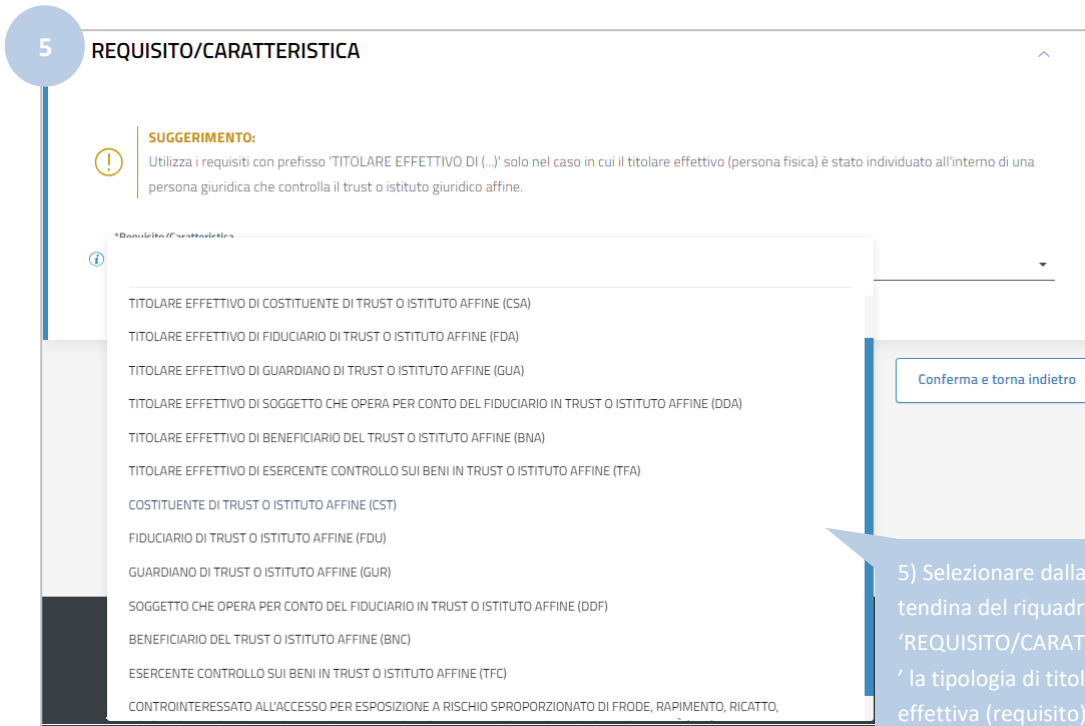 5
REQUISITO/CARATTERISTICA
SUGGERIMENTO:
Utilizza i requisiti con prefisso 'TITOLARE EFFETTIVO DI (...)' solo nel caso in cui il titolare effettivo (persona fisica) è stato individuato all'interno di una
persona giuridica che controlla il trust o istituto giuridico affine.
*Requisito/Caratteristica
TITOLARE EFFETTIVO DI COSTITUENTE DI TRUST O ISTITUTO AFFINE (CSA)
TITOLARE EFFETTIVO DI FIDUCIARIO DI TRUST O ISTITUTO AFFINE (FDA)
TITOLARE EFFETTIVO DI GUARDIANO DI TRUST O ISTITUTO AFFINE (GUA)
TITOLARE EFFETTIVO DI SOGGETTO CHE OPERA PER CONTO DEL FIDUCIARIO IN TRUST O ISTITUTO AFFINE (DDA)
TITOLARE EFFETTIVO DI BENEFICIARIO DEL TRUST O ISTITUTO AFFINE (BNA)
TITOLARE EFFETTIVO DI ESERCENTE CONTROLLO SUI BENI IN TRUST O ISTITUTO AFFINE (TFA)
COSTITUENTE DI TRUST O ISTITUTO AFFINE (CST)
FIDUCIARIO DI TRUST O ISTITUTO AFFINE (FDU)
GUARDIANO DI TRUST O ISTITUTO AFFINE (GUR)
SOGGETTO CHE OPERA PER CONTO DEL FIDUCIARIO IN TRUST O ISTITUTO AFFINE (DDF)
BENEFICIARIO DEL TRUST O ISTITUTO AFFINE (BNC)
ESERCENTE CONTROLLO SUI BENI IN TRUST O ISTITUTO AFFINE (TFC)
CONTROINTERESSATO ALL'ACCESSO PER ESPOSIZIONE A RISCHIO SPROPORZIONATO DI FRODE, RAPIMENTO, RICATTO,
Conferma e torna indietro
5) Selezionare dalla
tendina del riquadr
'REQUISITO/CARAT
' la tipologia di titol
effettiva (requisito)